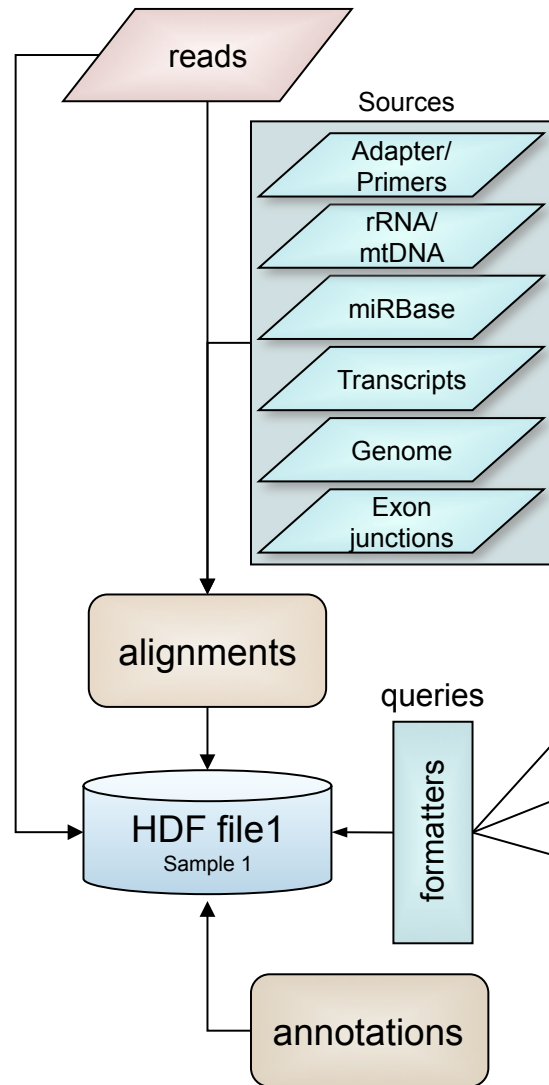 reads
Sources
Adapter/
Primers
rRNA/
mtDNA
miRBase
Transcripts
Genome
Exon
junctions
alignments
queries
formatters
HDF file1
Sample 1
annotations